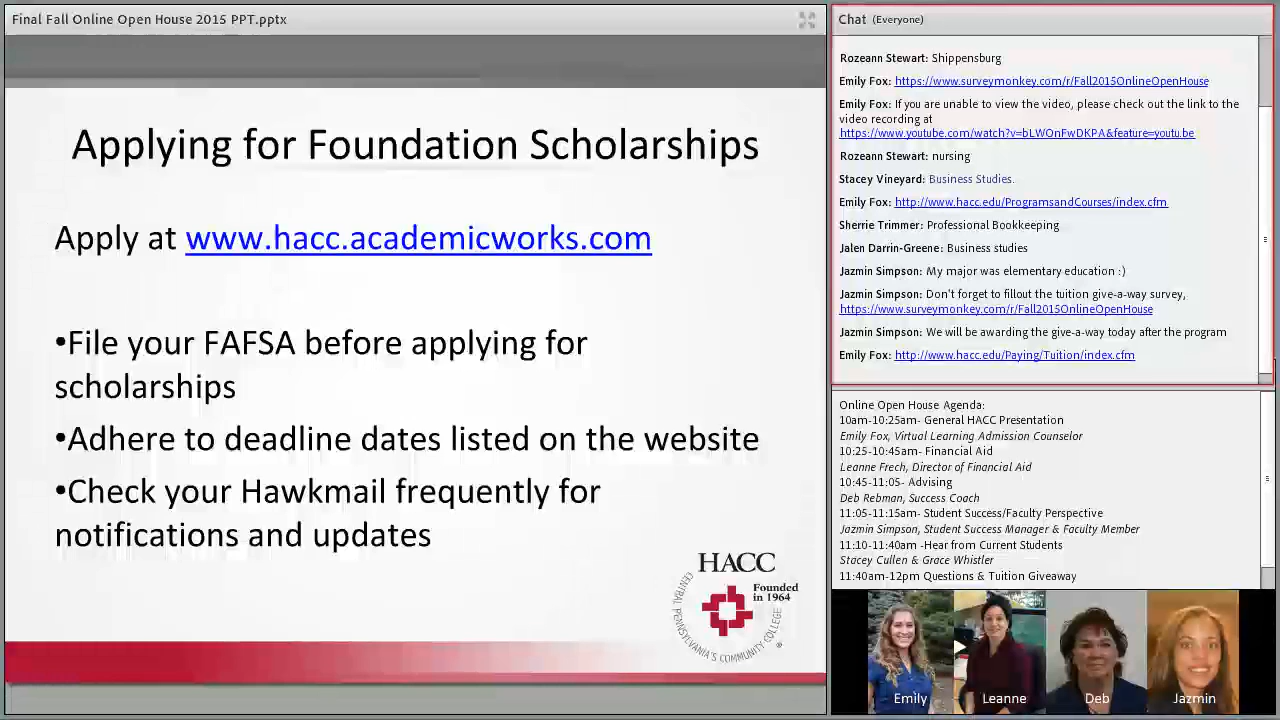 Final Fall Online Open House 2015 PPT.pptx
Applying for Foundation Scholarships
Apply at www.hacc.academicworks.com
•File your FAFSA before applying for
scholarships
•Adhere to deadline dates listed on the website
•Check your Hawkmail frequently for
notifications and updates
HACC
Founded
in 1964
CENTRAL PENNSYLVANIA'S COMMUNITY COLLEGE
®
Chat (Everyone)
Rozeann Stewart: Shippensburg
Emily Fox: https://www.surveymonkey.com/r/Fall2015OnlineOpenHouse
Emily Fox: If you are unable to view the video, please check out the link to the
video recording at
https://www.youtube.com/watch?v=bLWOnFwDKPA&feature=youtu.be
Rozeann Stewart: nursing
Stacey Vineyard: Business Studies.
Emily Fox: http://www.hacc.edu/ProgramsandCourses/index.cfm
Sherrie Trimmer: Professional Bookkeeping
Jalen Darrin-Greene: Business studies
Jazmin Simpson: My major was elementary education :)
Jazmin Simpson: Don't forget to fillout the tuition give-a-way survey,
https://www.surveymonkey.com/r/Fall2015OnlineOpenHouse
Jazmin Simpson: We will be awarding the give-a-way today after the program
Emily Fox: http://www.hacc.edu/Paying/Tuition/index.cfm
Online Open House Agenda:
10am-10:25am- General HACC Presentation
Emily Fox, Virtual Learning Admission Counselor
10:25-10:45am- Financial Aid
Leanne Frech, Director of Financial Aid
10:45-11:05- Advising
Deb Rebman, Success Coach
11:05-11:15am- Student Success/Faculty Perspective
Jazmin Simpson, Student Success Manager & Faculty Member
11:10-11:40am -Hear from Current Students
Stacey Cullen & Grace Whistler
11:40am-12pm Questions & Tuition Giveaway
Emily
Leanne
Deb
Jazmin